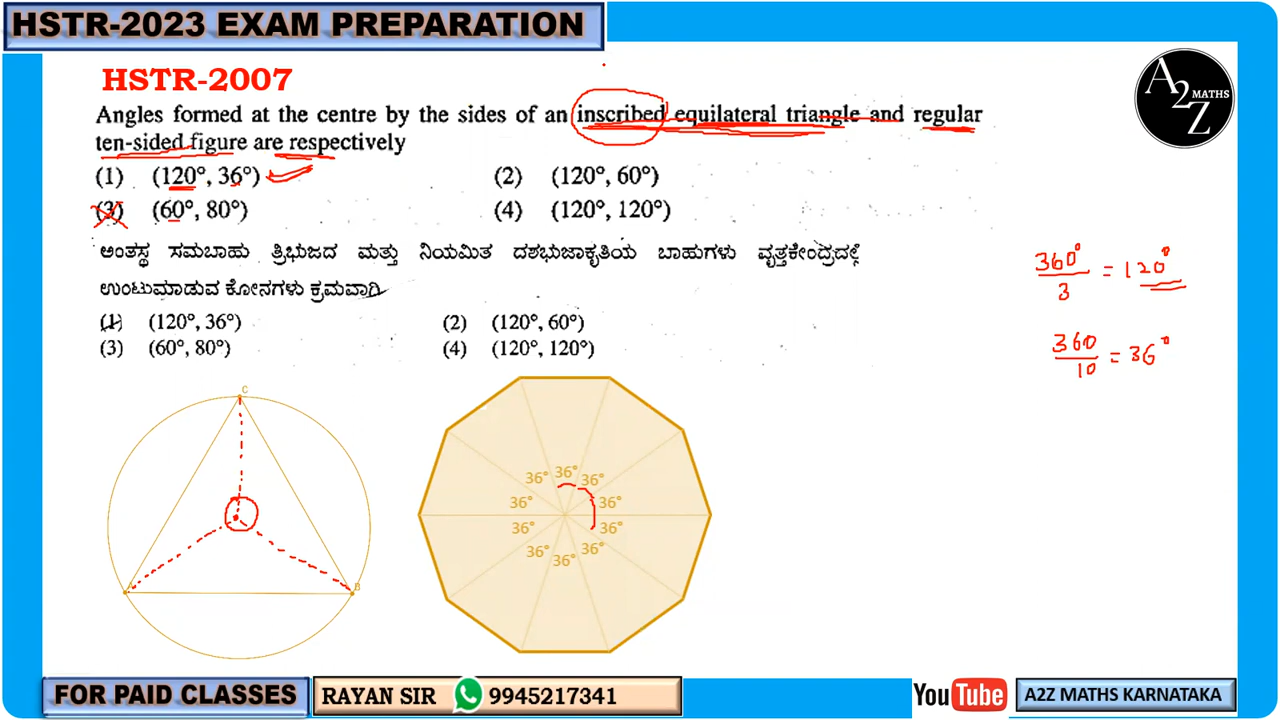 HSTR-2023 EXAM PREPARATION
HSTR-2007
A2Z MATHS
Angles formed at the centre by the sides of an inscribed equilateral triangle and regular
ten-sided figure are respectively
(1) (120°, 36°) (2) (120°, 60°)
(3) (60°, 80°) (4) (120°, 120°)
ಅಂತಸ್ಥ ಸಮಬಾಹು ತ್ರಿಭುಜದ ಮತ್ತು ನಿಯಮಿತ ದಶಭುಜಾಕೃತಿಯ ಬಾಹುಗಳು ವೃತ್ತಕೇಂದ್ರದಲ್ಲಿ
ಉಂಟುಮಾಡುವ ಕೋನಗಳು ಕ್ರಮವಾಗಿ
(1) (120°, 36°) (2) (120°, 60°)
(3) (60°, 80°) (4) (120°, 120°)
360°
3
= 120°
360
10
= 36°
C
B
36° 36° 36°
36° 36°
36° 36°
36° 36° 36°
FOR PAID CLASSES
RAYAN SIR 9945217341
YouTube
A2Z MATHS KARNATAKA